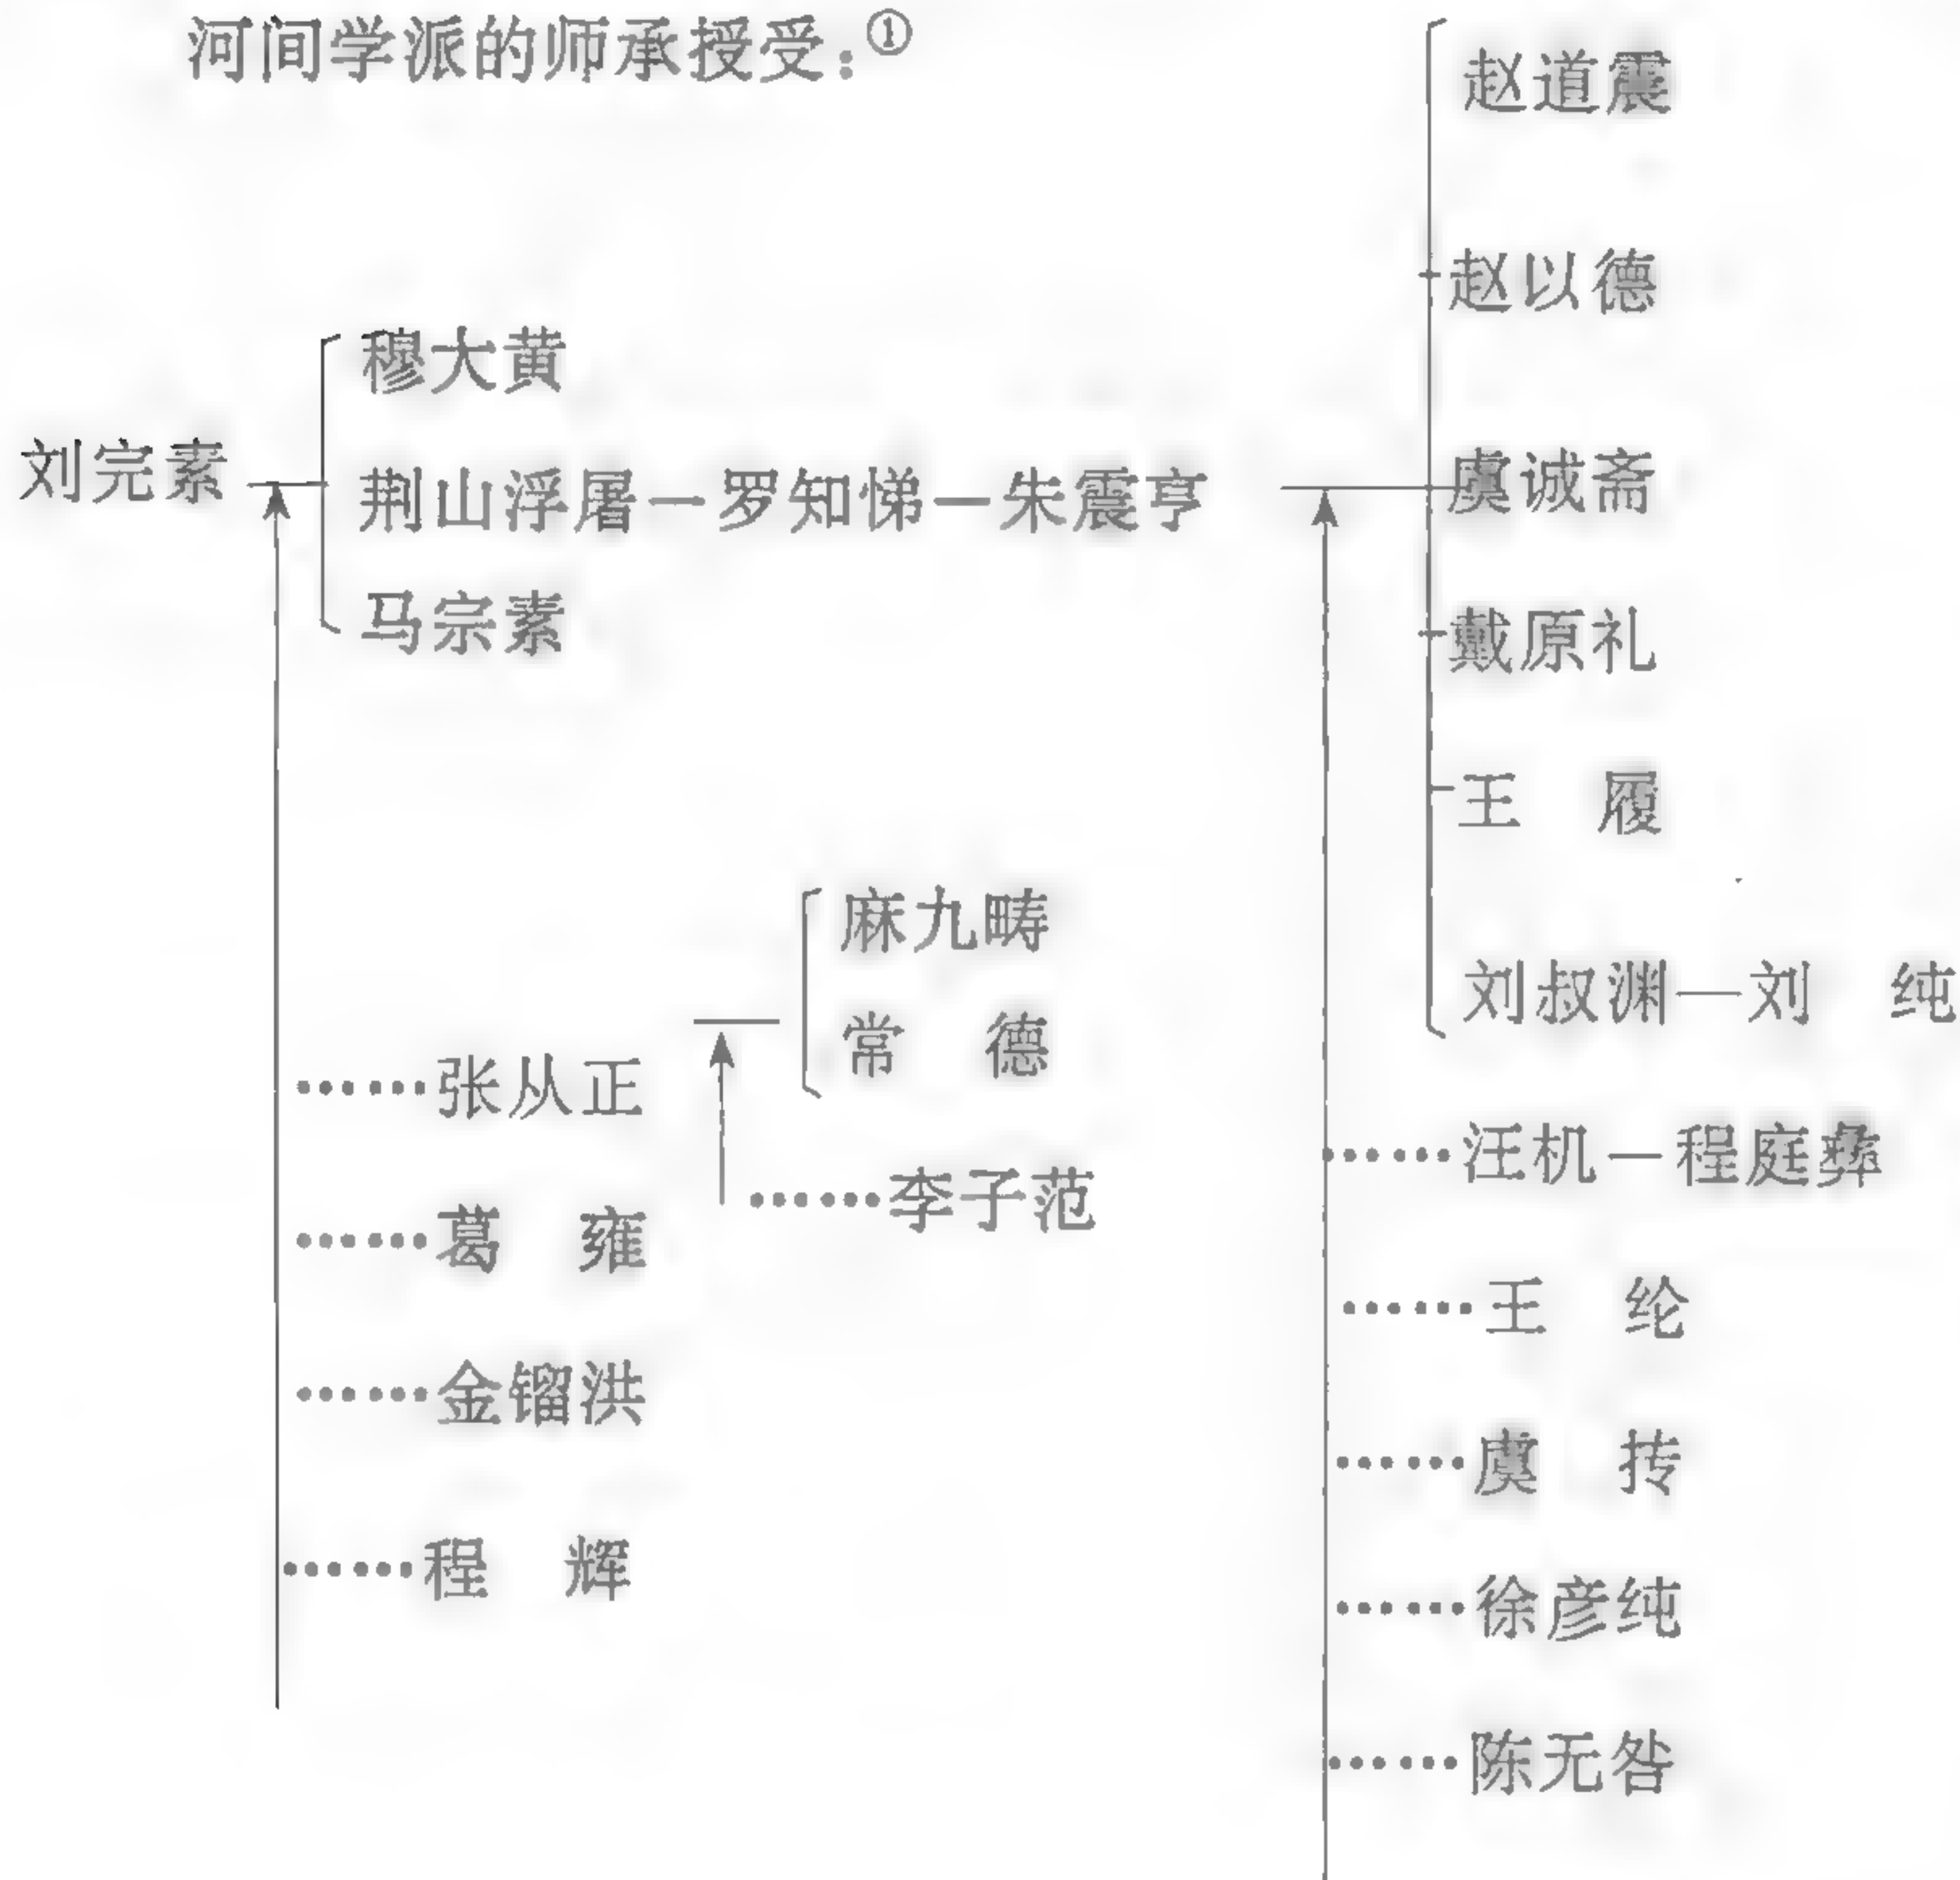 河间学派的师承授受：①
刘完素
穆大黄
荆山浮屠—罗知悌—朱震亨
马宗素
……张从正
麻九畴
常 德
……李子范
……葛 雍
……金镏洪
……程 辉
赵道震
赵以德
虞诚斋
戴原礼
王 履
刘叔渊—刘 纯
……汪机—程庭彝
……王 纶
……虞 抟
……徐彦纯
……陈无咎